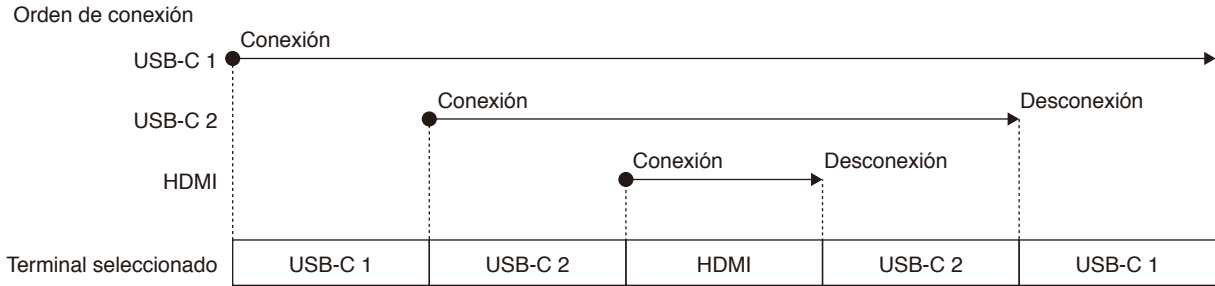 Orden de conexión
Conexión
USB-C 1
Conexión
Desconexión
USB-C 2
Conexión
Desconexión
HDMI
Terminal seleccionado USB-C 1 USB-C 2 HDMI USB-C 2 USB-C 1